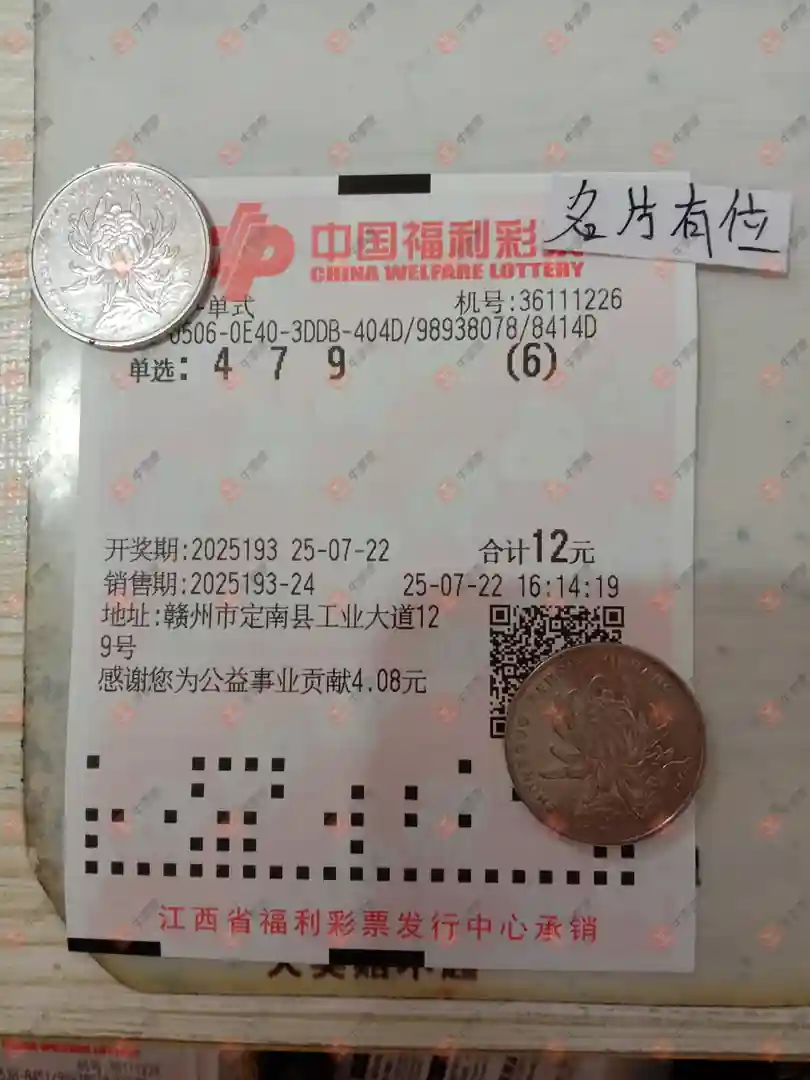 名片有位
中国福利彩
CHINA WELFARE LOTTERY
单式 机号:36111226
0506-0E40-3DDB-404D/98938078/8414D
单选: 4 7 9 (6)
开奖期:2025193 25-07-22 合计12元
销售期:2025193-24 25-07-22 16:14:19
地址:赣州市定南县工业大道12
9号
感谢您为公益事业贡献4.08元
江西省福利彩票发行中心承销